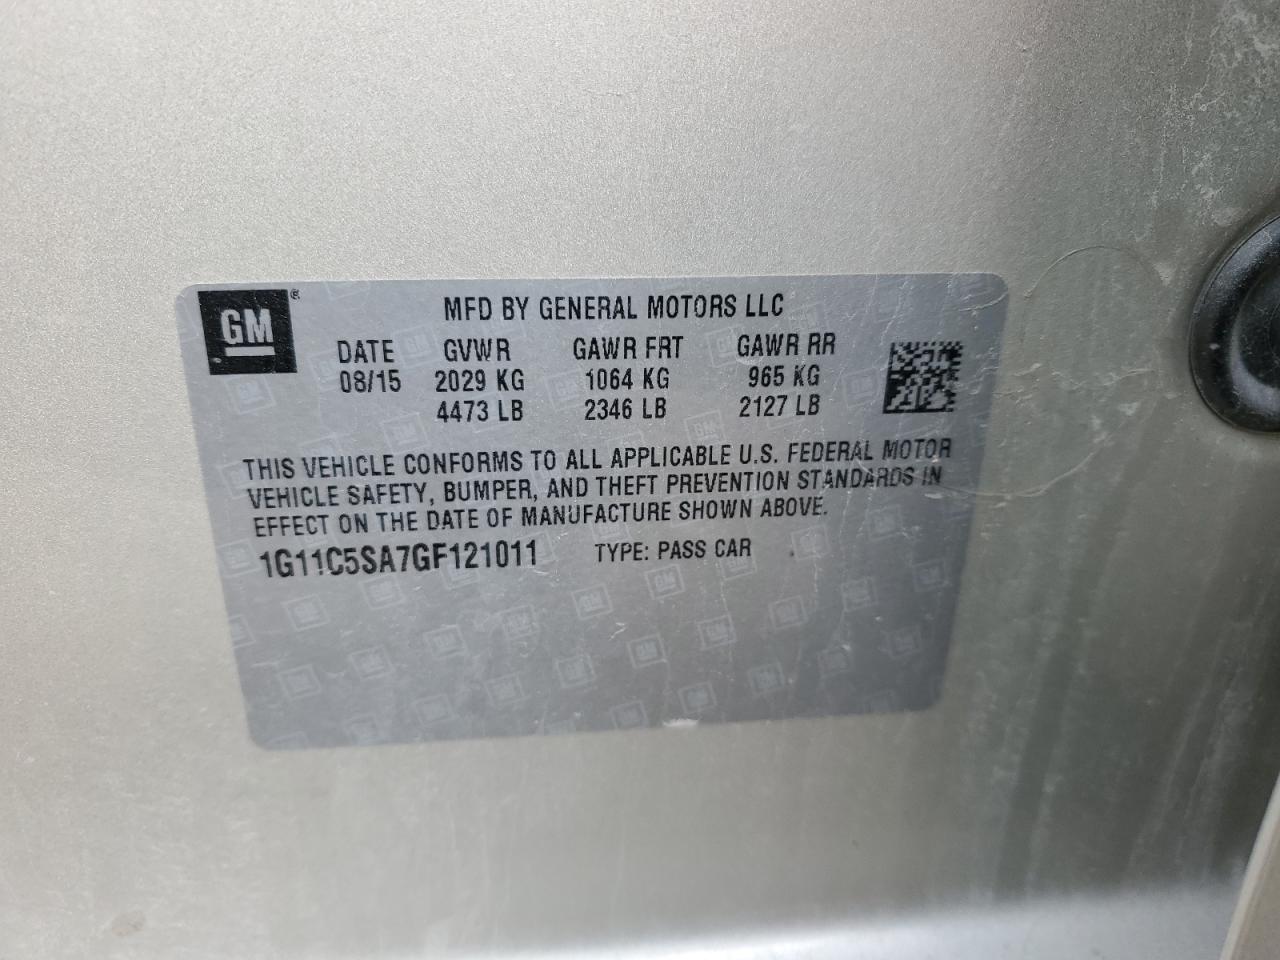 GM®
MFD BY GENERAL MOTORS LLC
DATE GVWR GAWR FRT GAWR RR
08/15 2029 KG 1064 KG 965 KG
4473 LB 2346 LB 2127 LB
THIS VEHICLE CONFORMS TO ALL APPLICABLE U.S. FEDERAL MOTOR
VEHICLE SAFETY, BUMPER, AND THEFT PREVENTION STANDARDS IN
EFFECT ON THE DATE OF MANUFACTURE SHOWN ABOVE.
1G11C5SA7GF121011 TYPE: PASS CAR